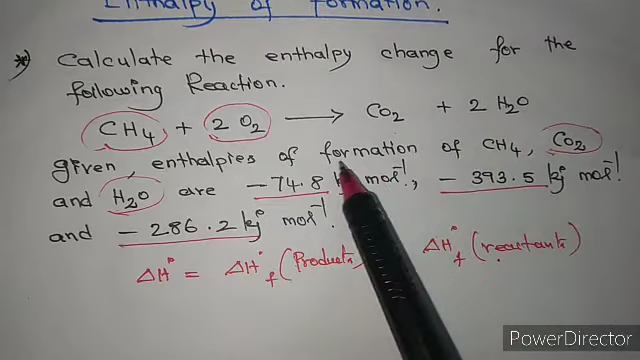 Enthalpy of formation.
*) Calculate the enthalpy change for the
following Reaction.
CH4 + 2 O2 ⟶ CO2 + 2 H2O
given, enthalpies of formation of CH4, CO2
and H2O are -74.8 mol⁻¹, -393.5 kj mol⁻¹
and -286.2 kj mol⁻¹.
ΔH° = ΔH°f (Products ΔH°f (reactants)
PowerDirector